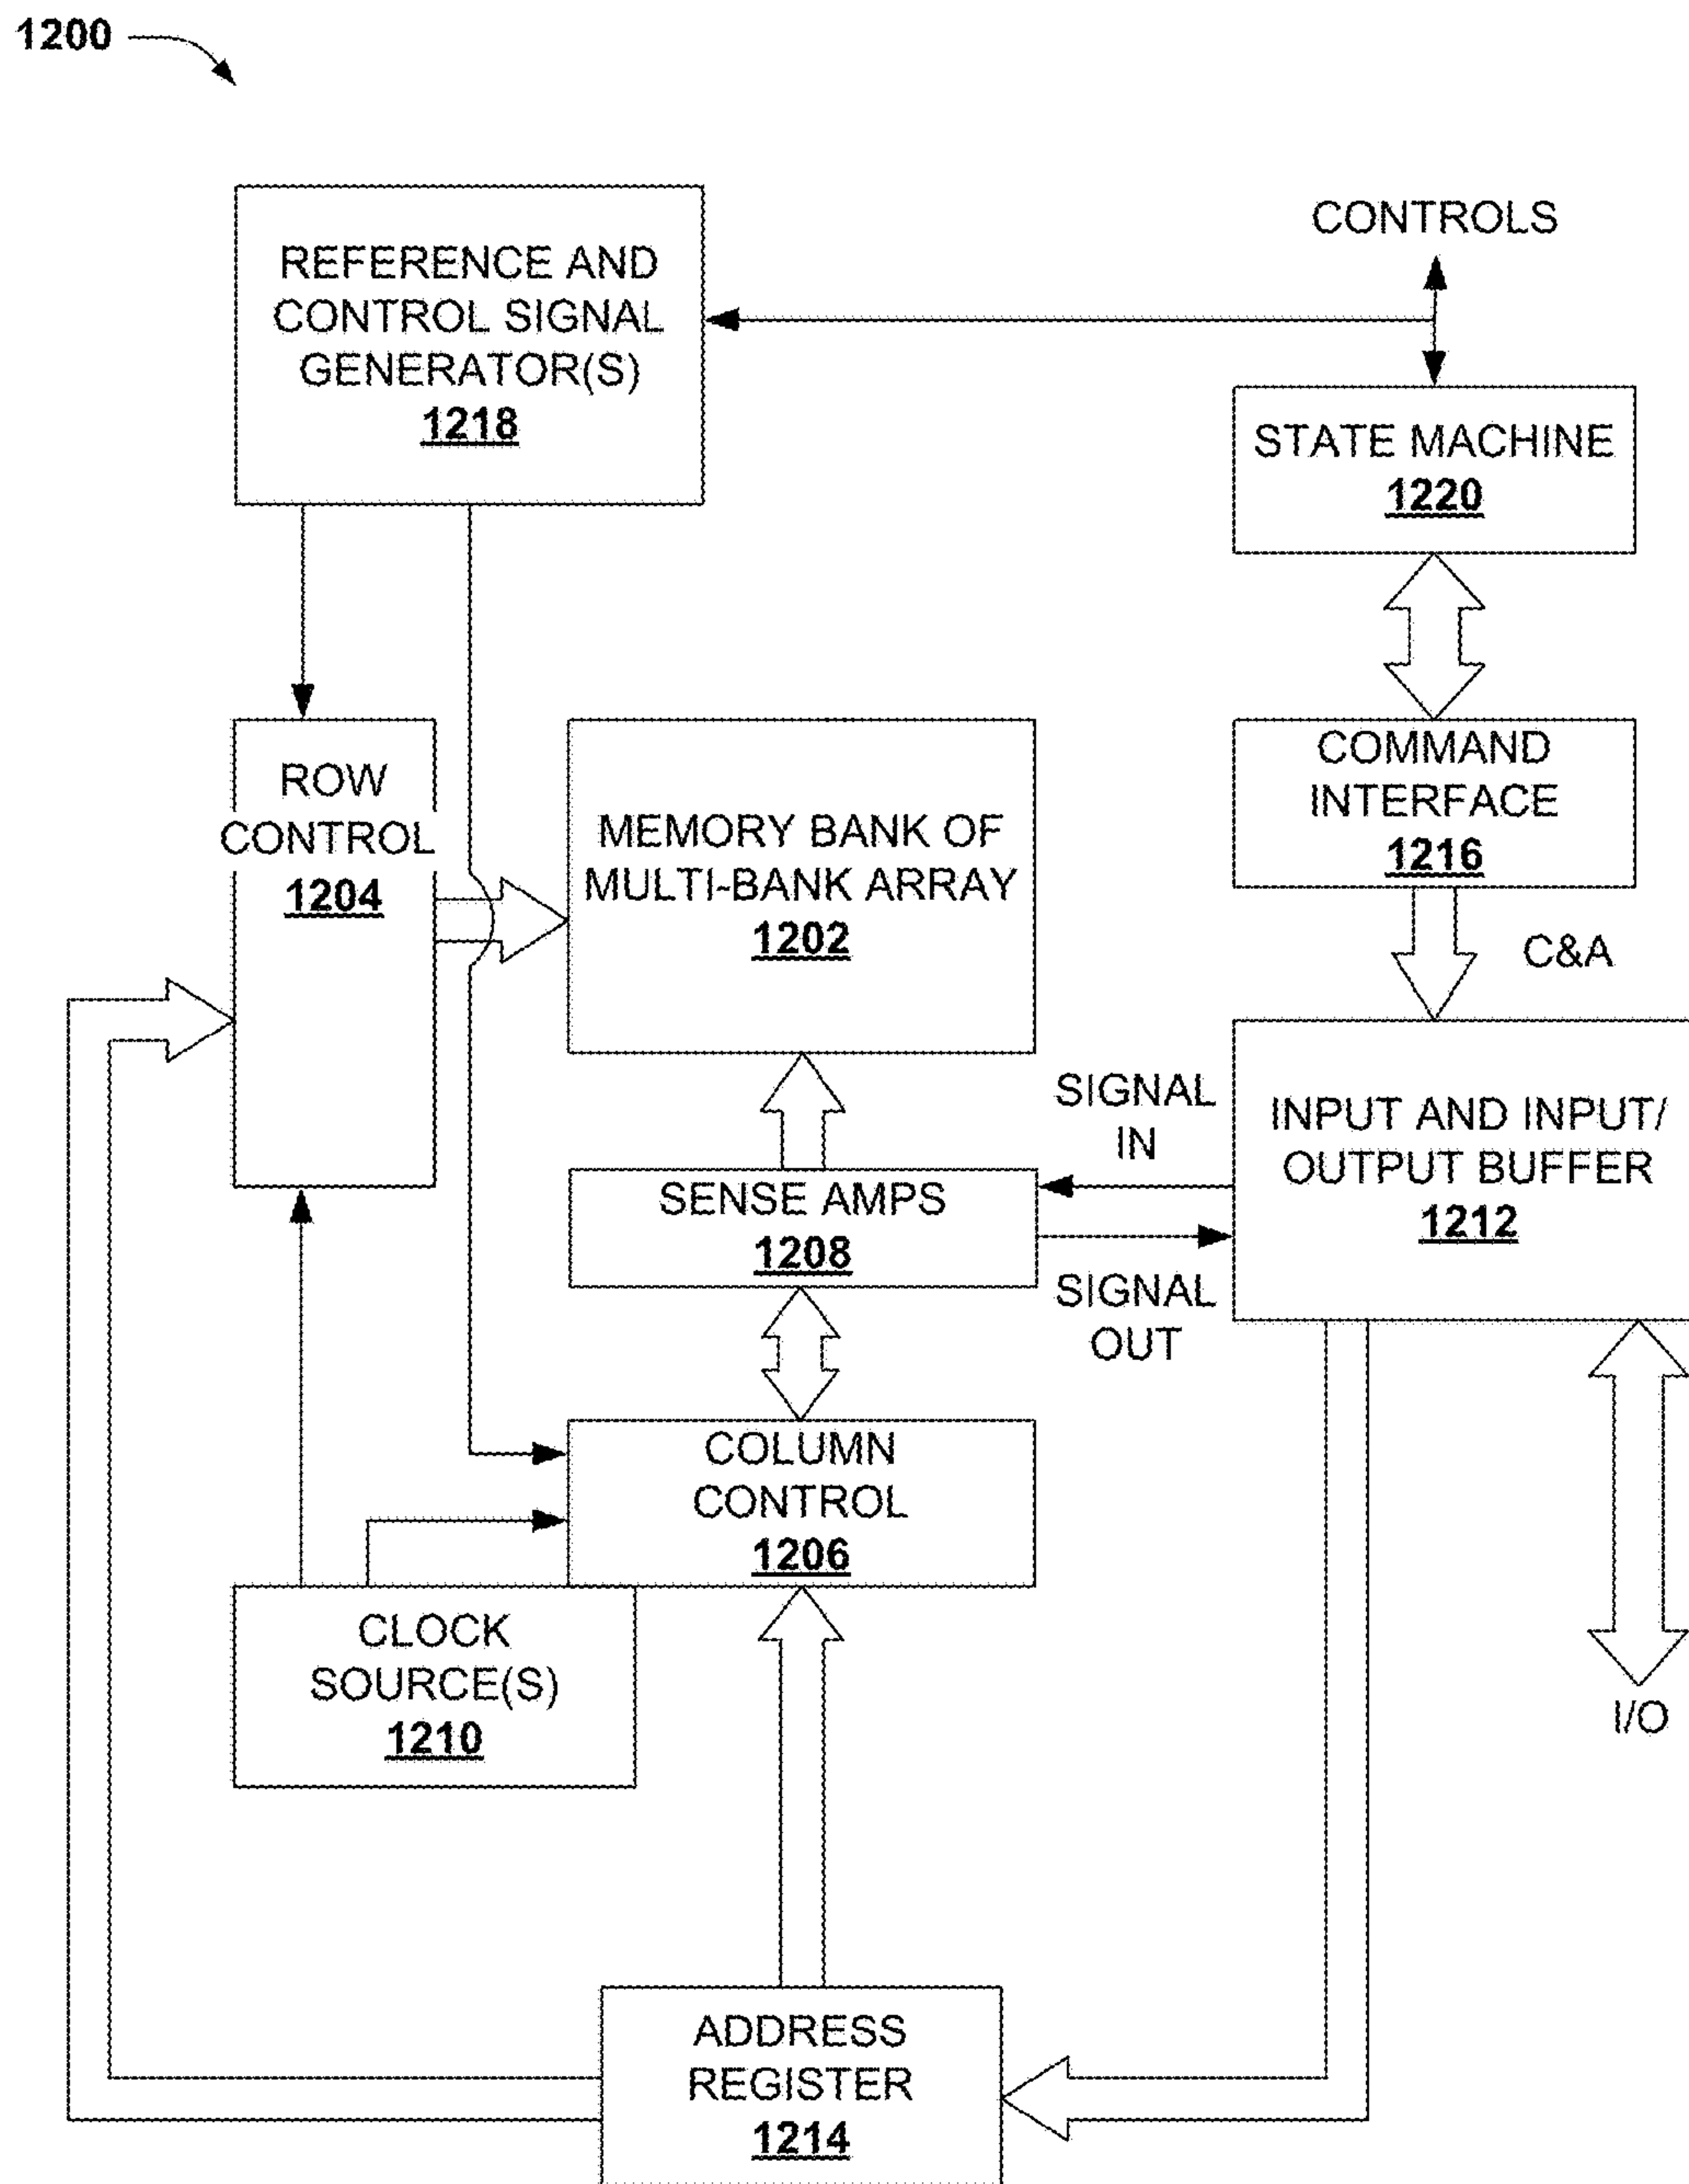 1200
REFERENCE AND
CONTROL SIGNAL
GENERATOR(S)
1218
CONTROLS
STATE MACHINE
1220
ROW
CONTROL
1204
MEMORY BANK OF
MULTI-BANK ARRAY
1202
COMMAND
INTERFACE
1216
C&A
SIGNAL
IN
INPUT AND INPUT/
OUTPUT BUFFER
1212
SENSE AMPS
1208
SIGNAL
OUT
COLUMN
CONTROL
1206
CLOCK
SOURCE(S)
1210
I/O
ADDRESS
REGISTER
1214